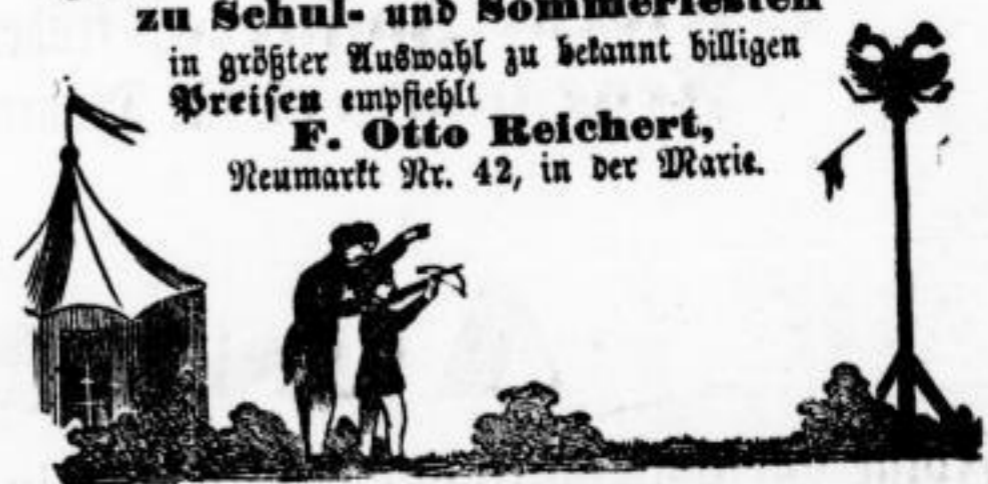 zu Schul- und Sommerfesten
in größter Auswahl zu bekannt billigen
Preisen empfiehlt
F. Otto Reichert,
Neumarkt Nr. 42, in der Marie.